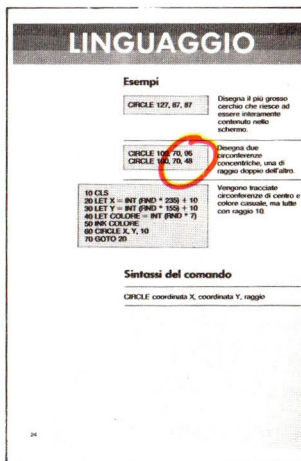 LINGUAGGIO
Esempi
CIRCLE 127, 87, 87
Disegna il più grosso
cerchio che riesce ad
essere interamente
contenuto nello
schermo.
CIRCLE 100, 70, 96
CIRCLE 100, 70, 48
Disegna due
circonferenze
concentriche, una di
raggio doppio dell'altro.
10 CLS
20 LET X = INT (RND * 235) + 10
30 LET Y = INT (RND * 155) + 10
40 LET COLORE = INT (RND * 7)
50 INK COLORE
60 CIRCLE X, Y, 10
70 GOTO 20
Vengono tracciate
circonferenze di centro e
colore casuale, ma tutte
con raggio 10.
Sintassi del comando
CIRCLE coordinata X, coordinata Y, raggio
24